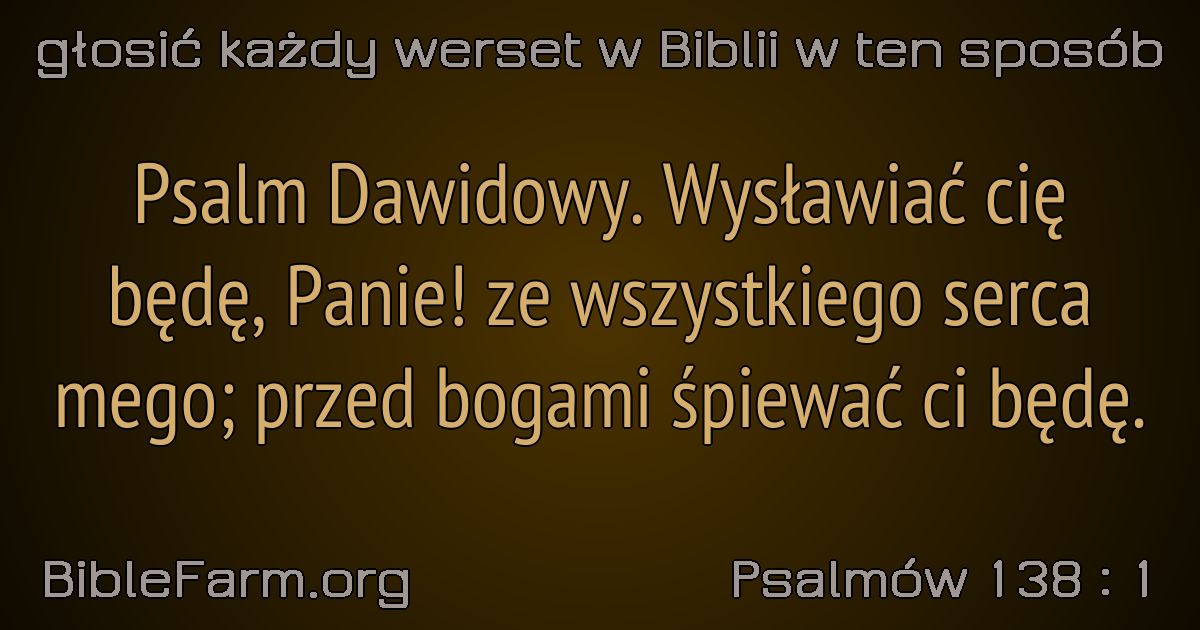 głosić każdy werset w Biblii w ten sposób
Psalm Dawidowy. Wysławiać cię
będę, Panie! ze wszystkiego serca
mego; przed bogami śpiewać ci będę.
BibleFarm.org
Psalmów 138 : 1